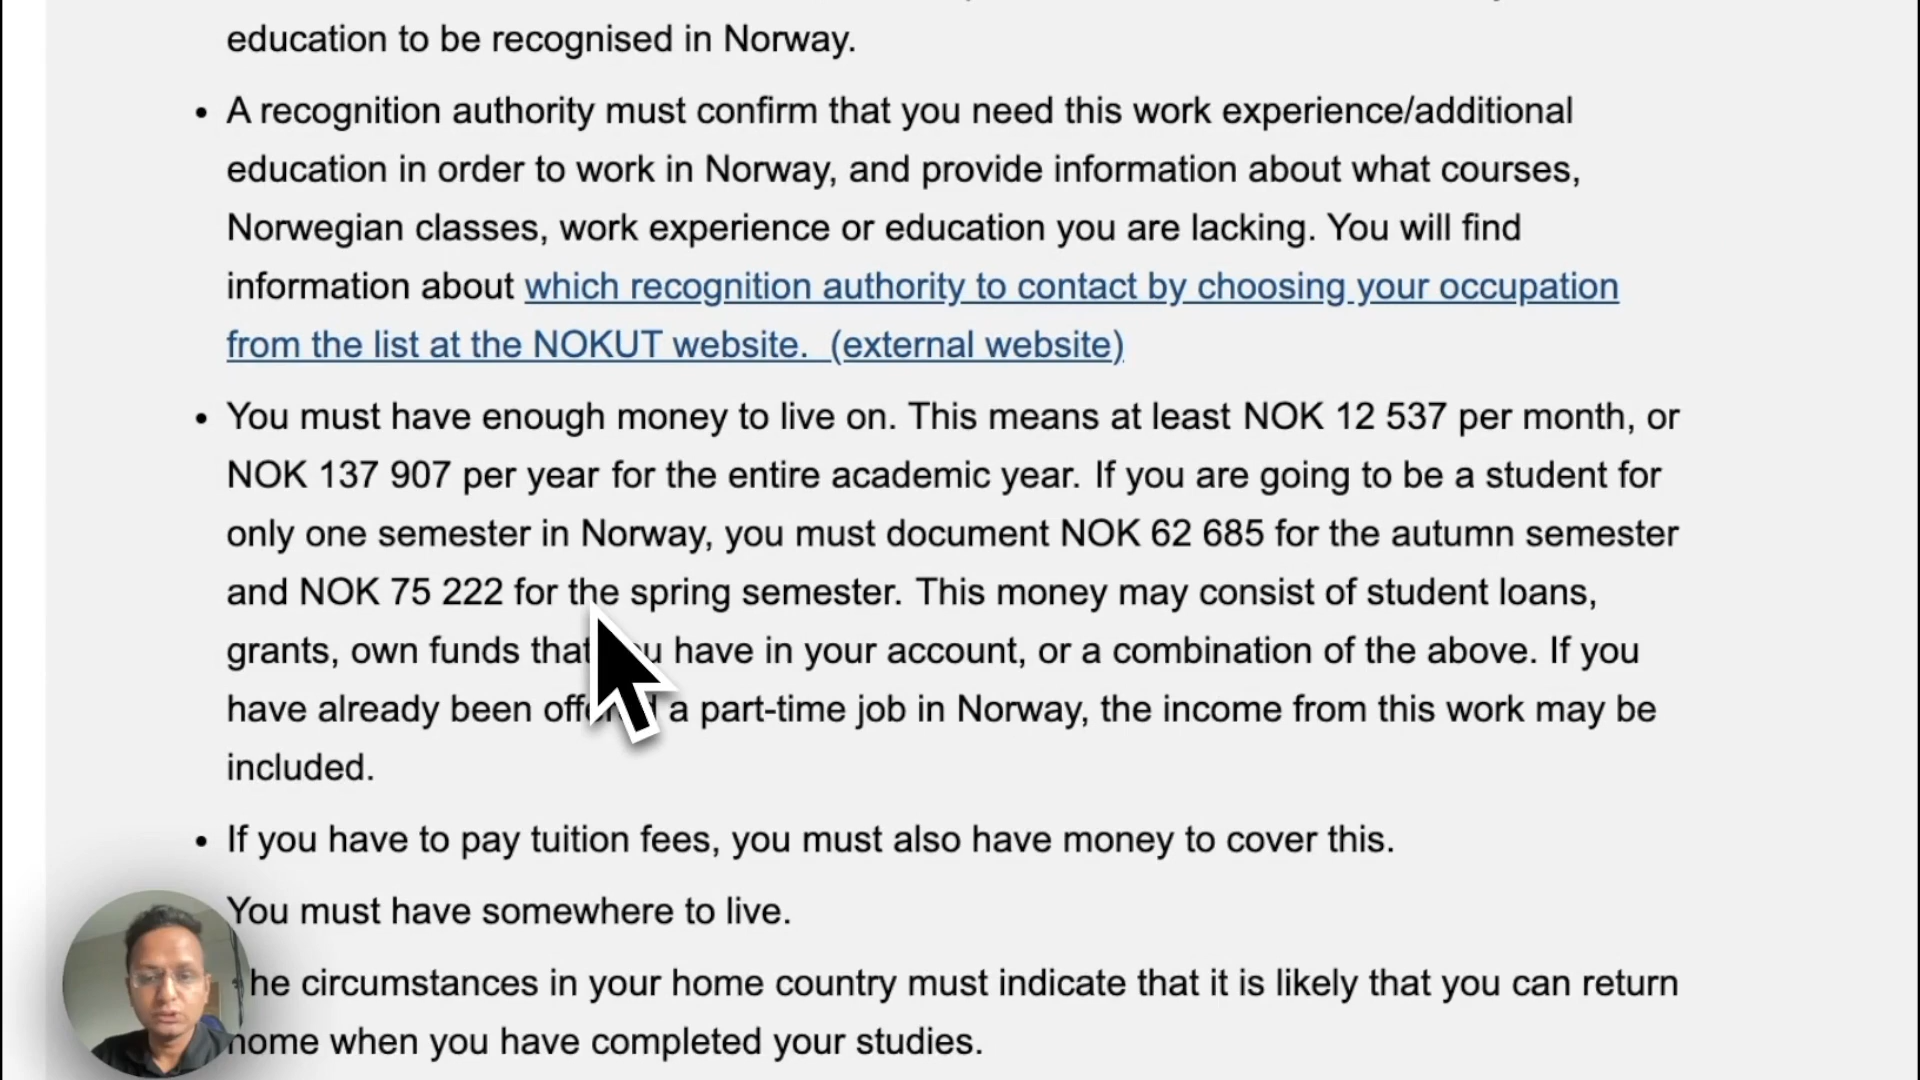 education to be recognised in Norway.
• A recognition authority must confirm that you need this work experience/additional
education in order to work in Norway, and provide information about what courses,
Norwegian classes, work experience or education you are lacking. You will find
information about which recognition authority to contact by choosing your occupation
from the list at the NOKUT website. (external website)
• You must have enough money to live on. This means at least NOK 12 537 per month, or
NOK 137 907 per year for the entire academic year. If you are going to be a student for
only one semester in Norway, you must document NOK 62 685 for the autumn semester
and NOK 75 222 for the spring semester. This money may consist of student loans,
grants, own funds that you have in your account, or a combination of the above. If you
have already been offered a part-time job in Norway, the income from this work may be
included.
• If you have to pay tuition fees, you must also have money to cover this.
You must have somewhere to live.
he circumstances in your home country must indicate that it is likely that you can return
home when you have completed your studies.